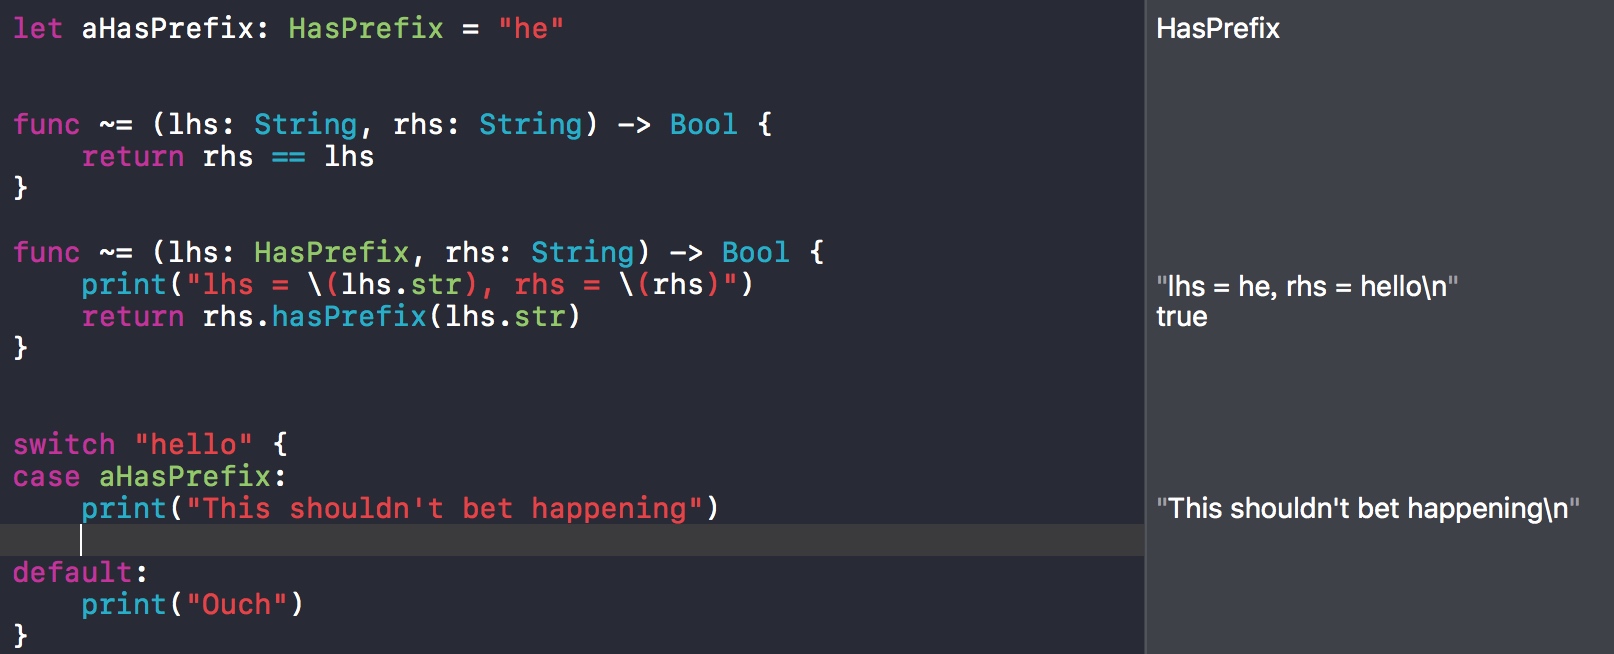 let aHasPrefix: HasPrefix = "he"
HasPrefix
func ~= (lhs: String, rhs: String) -> Bool {
    return rhs == lhs
}
func ~= (lhs: HasPrefix, rhs: String) -> Bool {
    print("lhs = \(lhs.str), rhs = \(rhs)")
"lhs = he, rhs = hello\n"
    return rhs.hasPrefix(lhs.str)
true
}
switch "hello" {
case aHasPrefix:
    print("This shouldn't bet happening")
"This shouldn't bet happening\n"
default:
    print("Ouch")
}